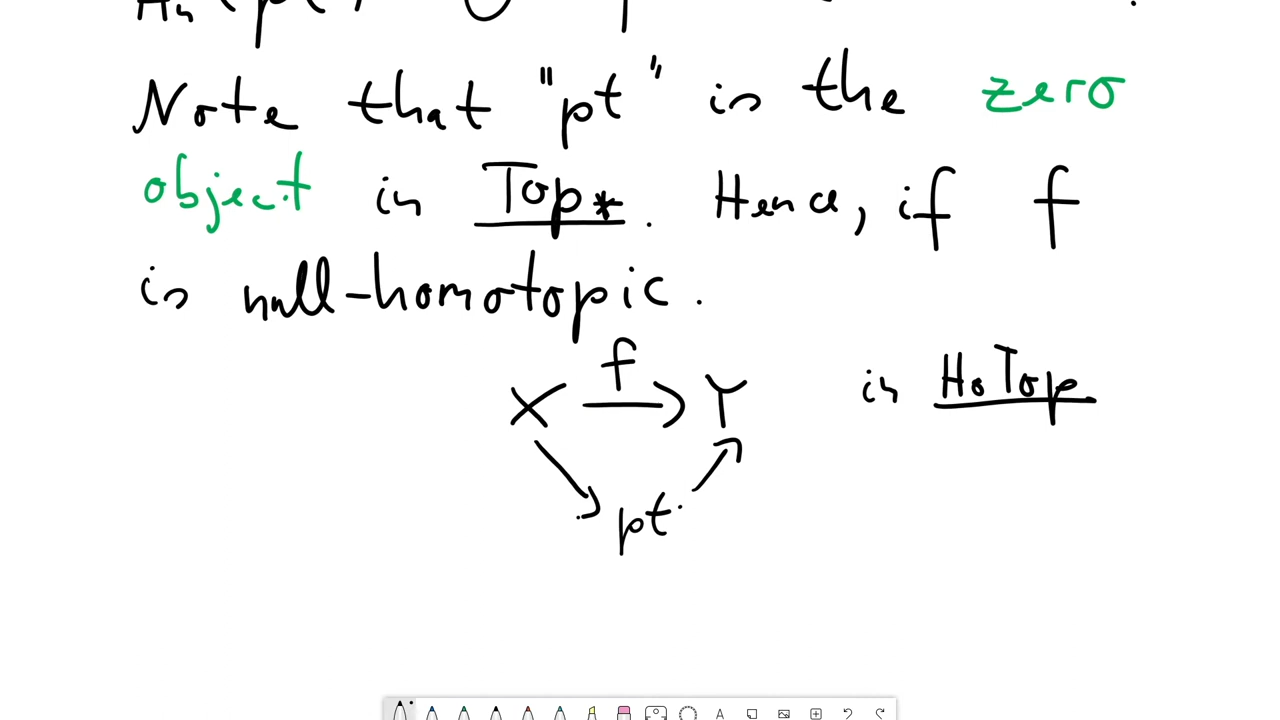 Note that "pt" is the zero
object in Top*. Hence, if f
is null-homotopic.
f
X → Y in HoTop
pt